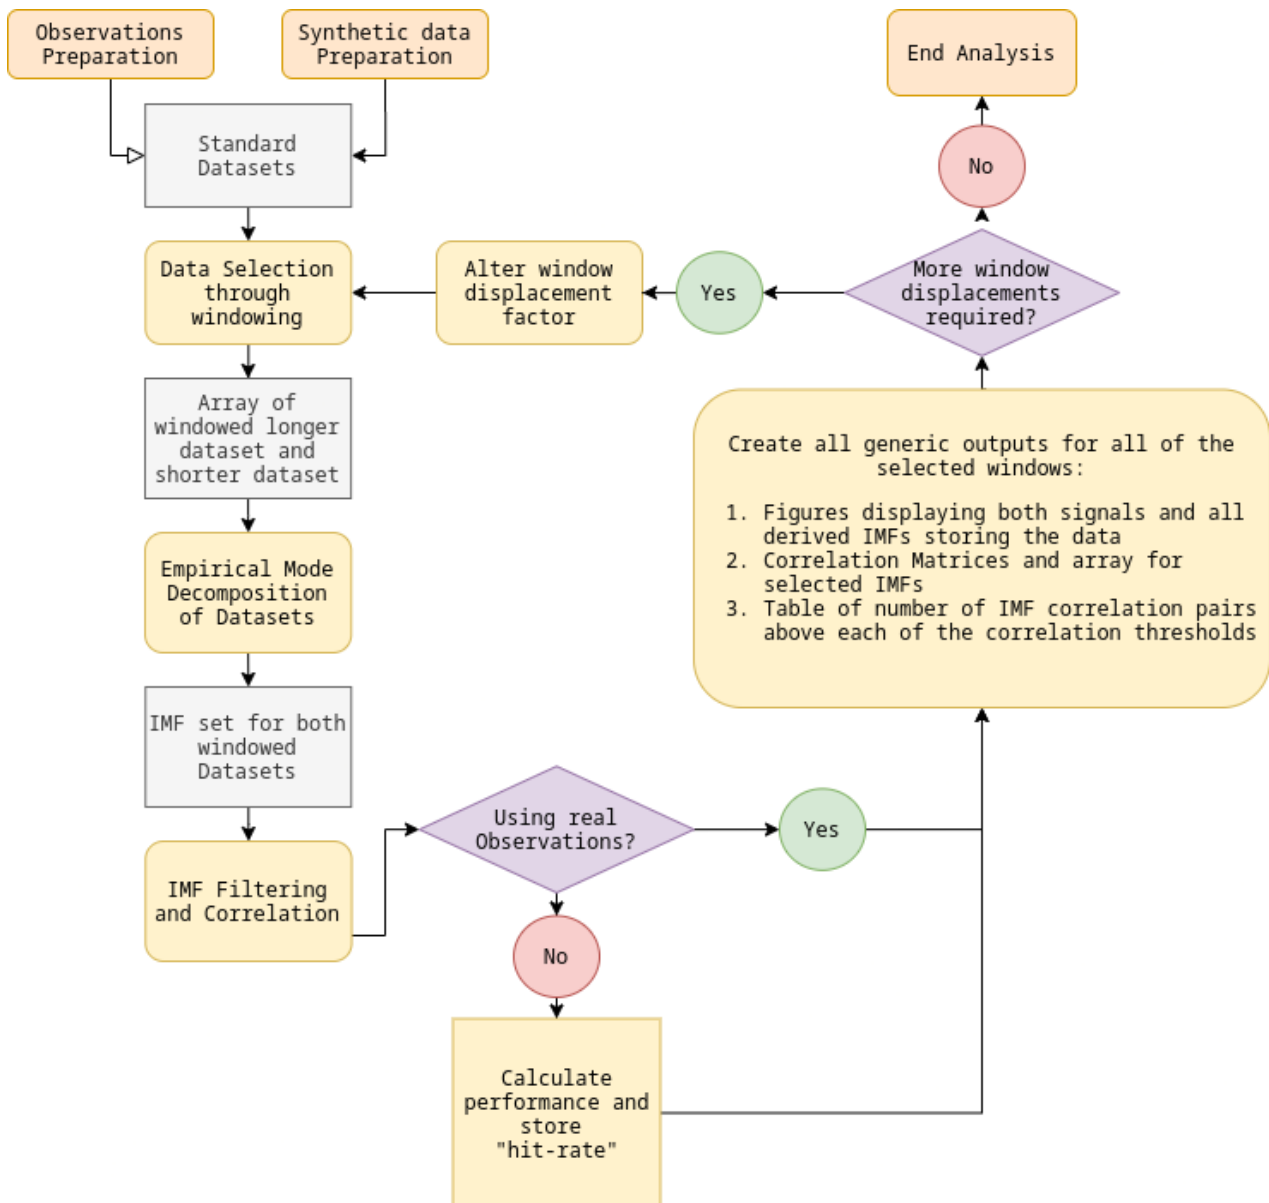 Observations
Preparation
Synthetic data
Preparation
End Analysis
Standard
Datasets
No
Data Selection
through
windowing
Alter window
displacement
factor
Yes
More window
displacements
required?
Array of
windowed longer
dataset and
shorter dataset
Create all generic outputs for all of the
selected windows:
1. Figures displaying both signals and all
derived IMFs storing the data
2. Correlation Matrices and array for
selected IMFs
3. Table of number of IMF correlation pairs
above each of the correlation thresholds
Empirical Mode
Decomposition
of Datasets
IMF set for both
windowed
Datasets
Using real
Observations?
Yes
IMF Filtering
and Correlation
No
Calculate
performance and
store
"hit-rate"